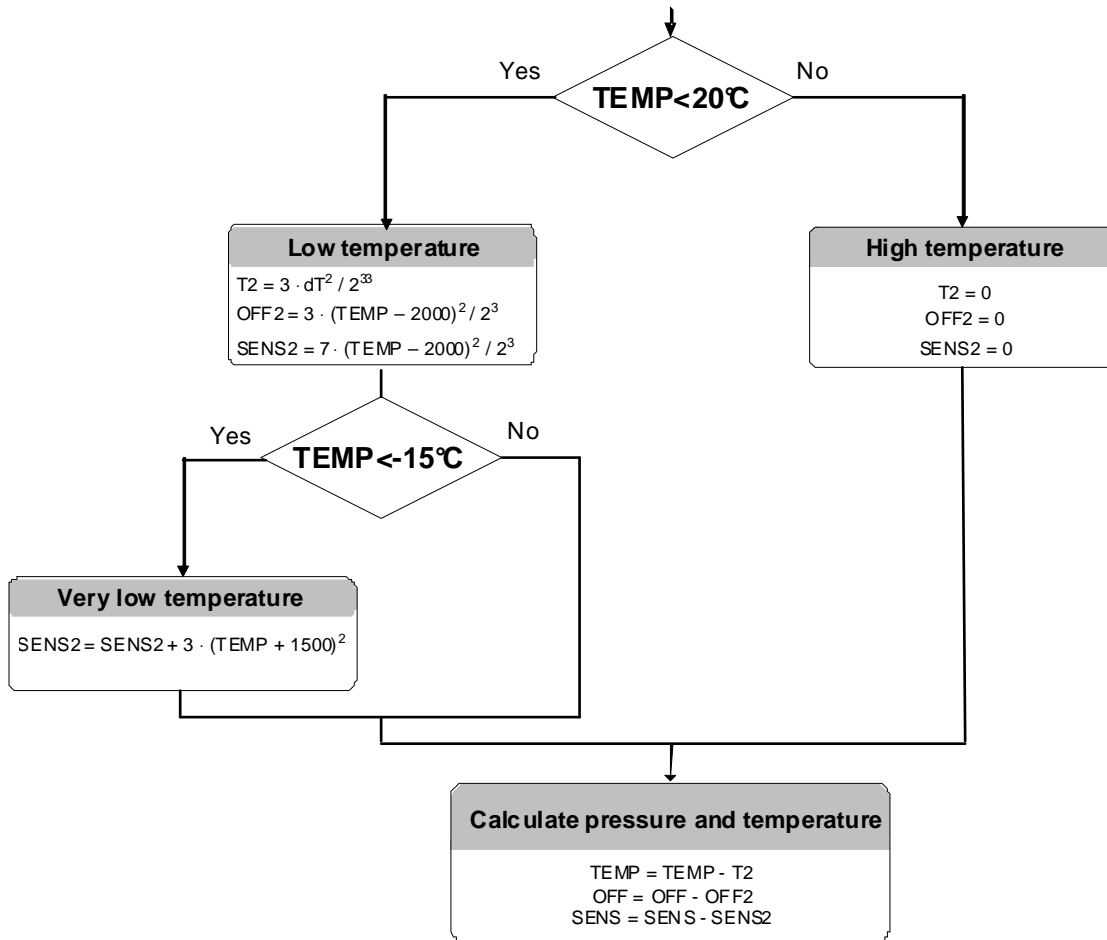 Yes
No
TEMP<20°C
Low temperature
T2 = 3 · dT² / 2³³
OFF2 = 3 · (TEMP – 2000)² / 2³
SENS2 = 7 · (TEMP – 2000)² / 2³
High temperature
T2 = 0
OFF2 = 0
SENS2 = 0
Yes
No
TEMP<-15°C
Very low temperature
SENS2 = SENS2 + 3 · (TEMP + 1500)²
Calculate pressure and temperature
TEMP = TEMP - T2
OFF = OFF - OFF2
SENS = SENS - SENS2